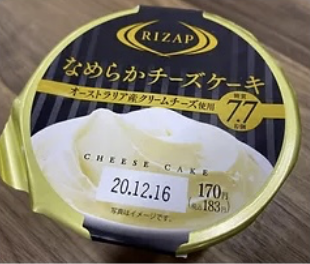 RIZAP
なめらかチーズケーキ
オーストラリア産クリームチーズ使用
糖質
7.7
CHEESE CAKE
20.12.16
170円
税込183円
写真はイメージです。